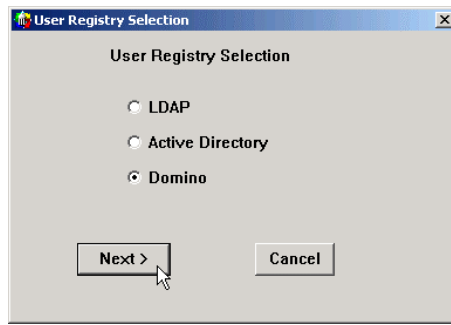 User Registry Selection
User Registry Selection
LDAP
Active Directory
Domino
Next >
Cancel